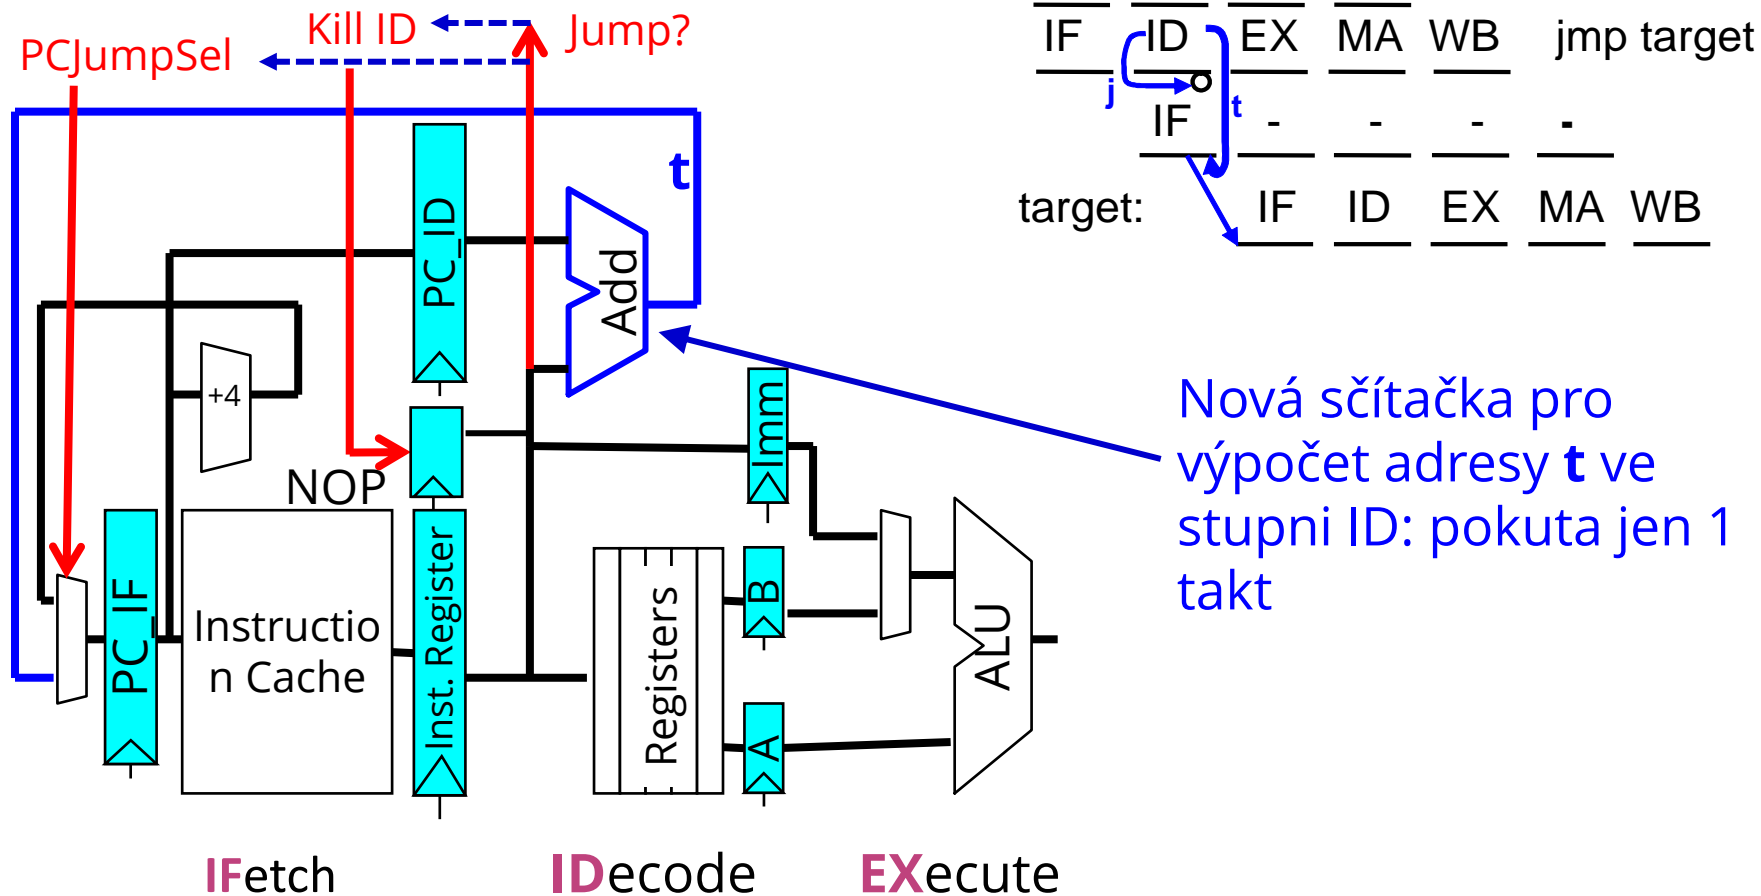 PCJumpSel
Kill ID
Jump?
IF ID EX MA WB jmp target
j
t
IF - - - -
target: IF ID EX MA WB
t
PC_ID
Add
+4
NOP
Imm
Nová sčítačka pro
výpočet adresy t ve
stupni ID: pokuta jen 1
takt
PC_IF
Instructio
n Cache
Inst. Register
Registers
B
A
ALU
IFetch
IDecode
EXecute